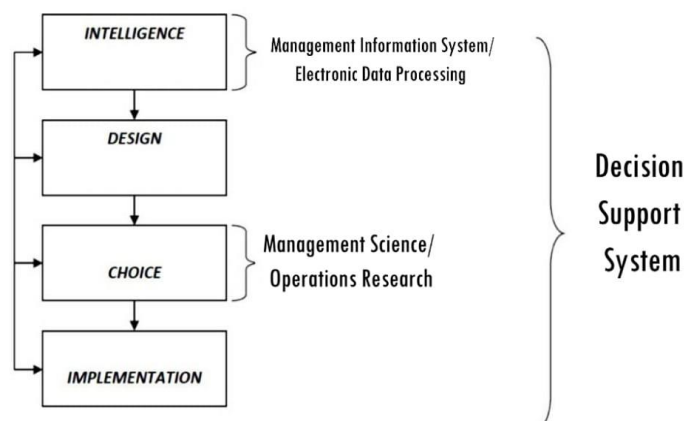 INTELLIGENCE
Management Information System/
Electronic Data Processing
DESIGN
Decision
Support
System
Management Science/
Operations Research
CHOICE
IMPLEMENTATION